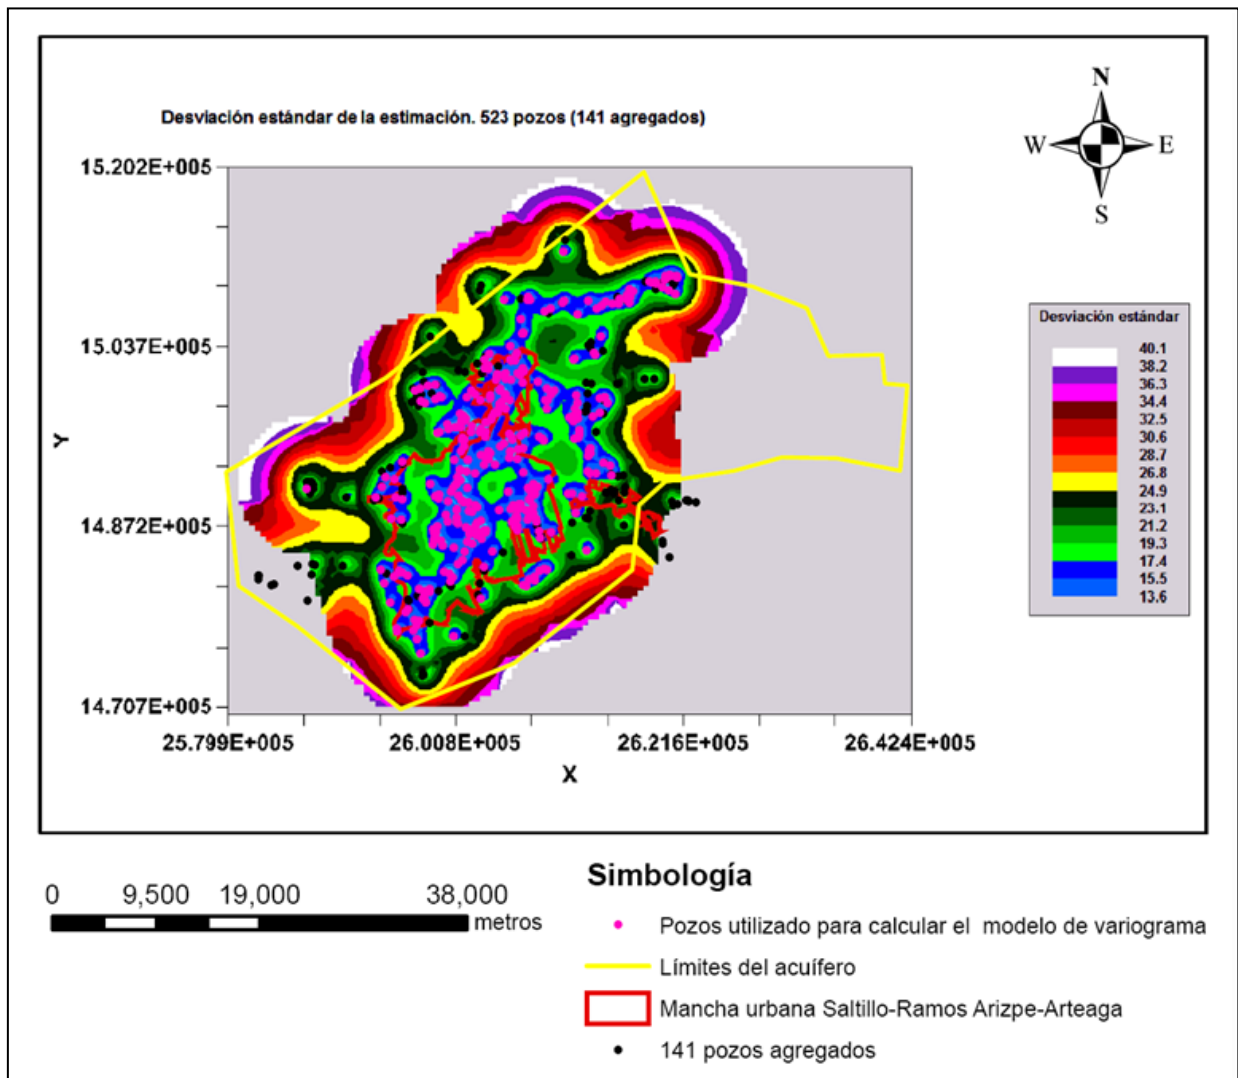 N
W E
S
Desviación estándar de la estimación. 523 pozos (141 agregados)
15.202E+005
15.037E+005
14.872E+005
14.707E+005
Y
25.799E+005 26.008E+005 26.216E+005 26.424E+005
X
Desviación estándar
40.1
38.2
36.3
34.4
32.5
30.6
28.7
26.8
24.9
23.1
21.2
19.3
17.4
15.5
13.6
0 9,500 19,000 38,000
metros
Simbología
Pozos utilizado para calcular el modelo de variograma
Límites del acuífero
Mancha urbana Saltillo-Ramos Arizpe-Arteaga
141 pozos agregados